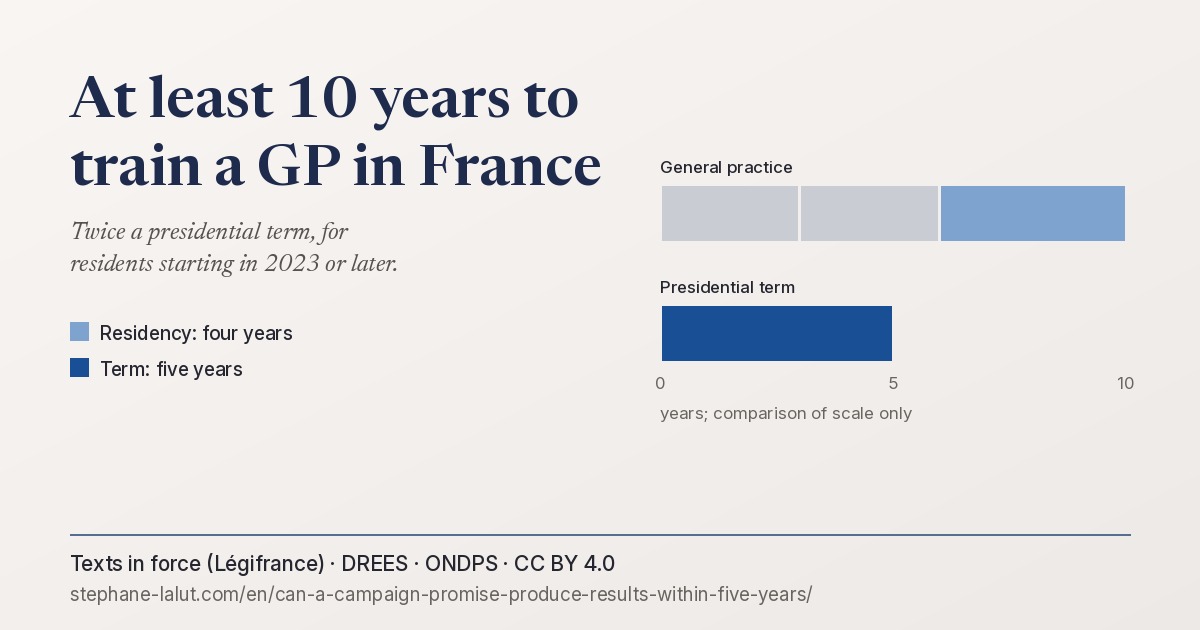 At least 10 years to
train a GP in France
Twice a presidential term, for
residents starting in 2023 or later.
Residency: four years
Term: five years
General practice
Presidential term
0 5 10
years; comparison of scale only
Texts in force (Légifrance) · DREES · ONDPS · CC BY 4.0
stephane-lalut.com/en/can-a-campaign-promise-produce-results-within-five-years/